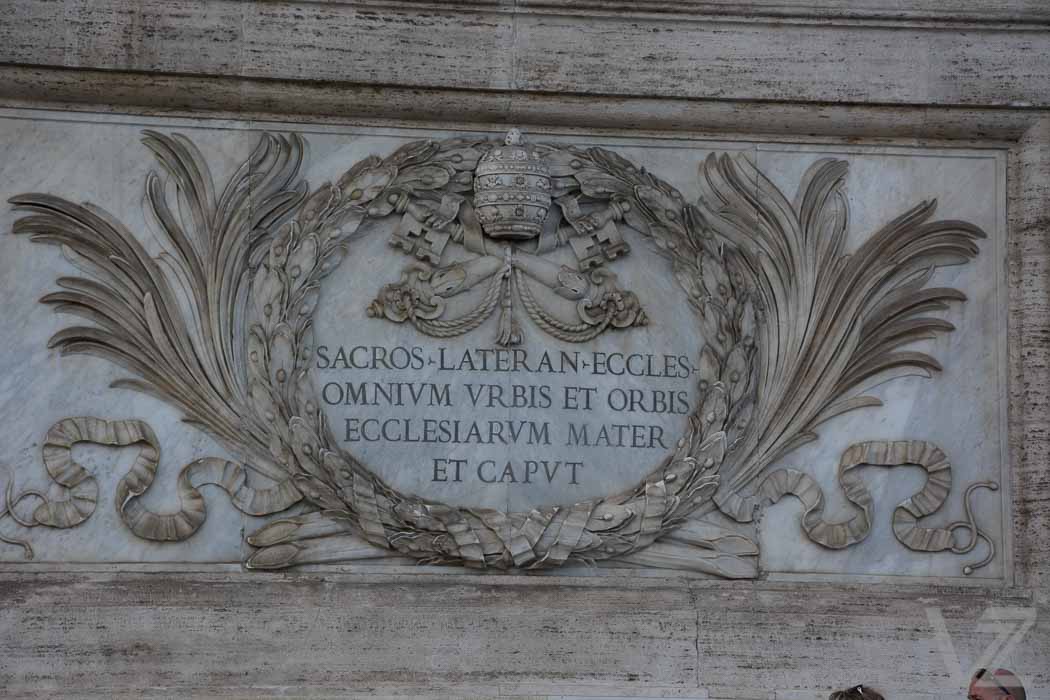 SACROS · LATERAN · ECCLES ·
OMNIVM VRBIS ET ORBIS
ECCLESIARVM MATER
ET CAPVT